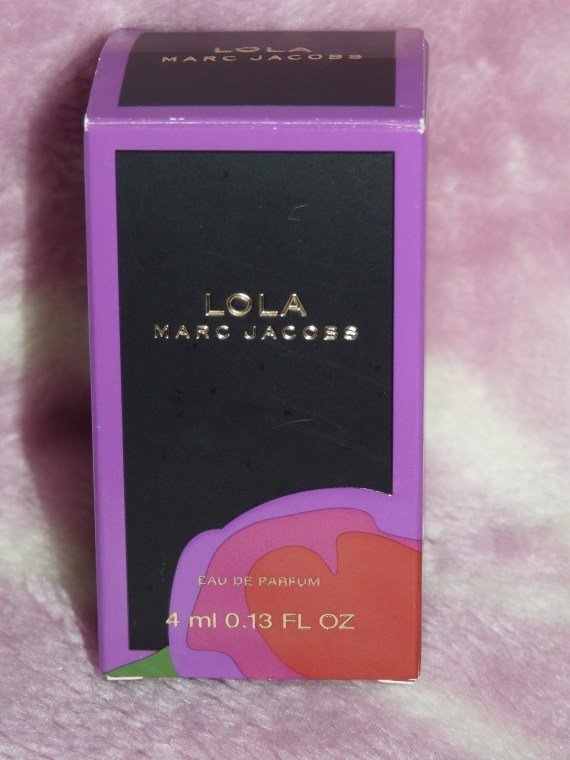 LOLA
MARC JACOBS
LOLA
MARC JACOBS
EAU DE PARFUM
4 ml 0.13 FL OZ